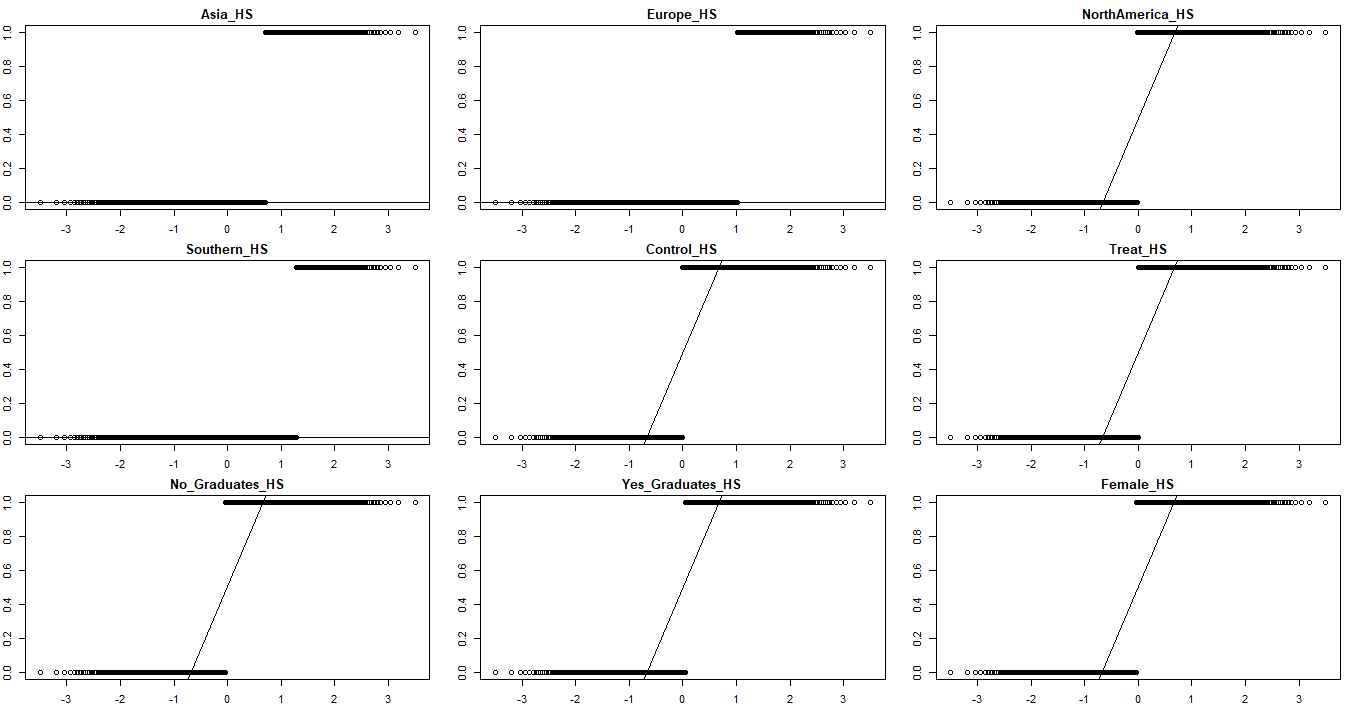 Asia_HS
Europe_HS
NorthAmerica_HS
0.0 0.2 0.4 0.6 0.8 1.0
0.0 0.2 0.4 0.6 0.8 1.0
0.0 0.2 0.4 0.6 0.8 1.0
-3 -2 -1 0 1 2 3
-3 -2 -1 0 1 2 3
-3 -2 -1 0 1 2 3
Southern_HS
Control_HS
Treat_HS
0.0 0.2 0.4 0.6 0.8 1.0
0.0 0.2 0.4 0.6 0.8 1.0
0.0 0.2 0.4 0.6 0.8 1.0
-3 -2 -1 0 1 2 3
-3 -2 -1 0 1 2 3
-3 -2 -1 0 1 2 3
No_Graduates_HS
Yes_Graduates_HS
Female_HS
0.0 0.2 0.4 0.6 0.8 1.0
0.0 0.2 0.4 0.6 0.8 1.0
0.0 0.2 0.4 0.6 0.8 1.0
-3 -2 -1 0 1 2 3
-3 -2 -1 0 1 2 3
-3 -2 -1 0 1 2 3